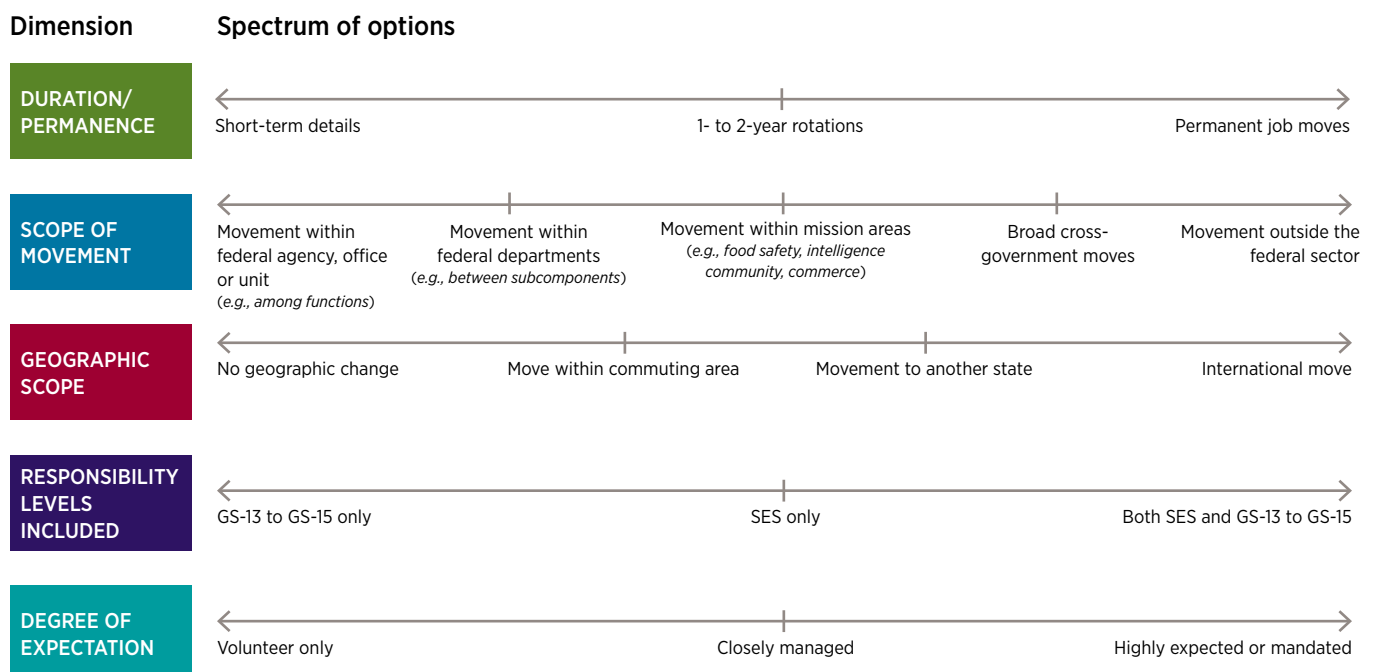 Dimension
Spectrum of options
DURATION/
PERMANENCE
Short-term details
1- to 2-year rotations
Permanent job moves
SCOPE OF
MOVEMENT
Movement within
federal agency, office
or unit
(e.g., among functions)
Movement within
federal departments
(e.g., between subcomponents)
Movement within mission areas
(e.g., food safety, intelligence
community, commerce)
Broad cross-
government moves
Movement outside the
federal sector
GEOGRAPHIC
SCOPE
No geographic change
Move within commuting area
Movement to another state
International move
RESPONSIBILITY
LEVELS
INCLUDED
GS-13 to GS-15 only
SES only
Both SES and GS-13 to GS-15
DEGREE OF
EXPECTATION
Volunteer only
Closely managed
Highly expected or mandated